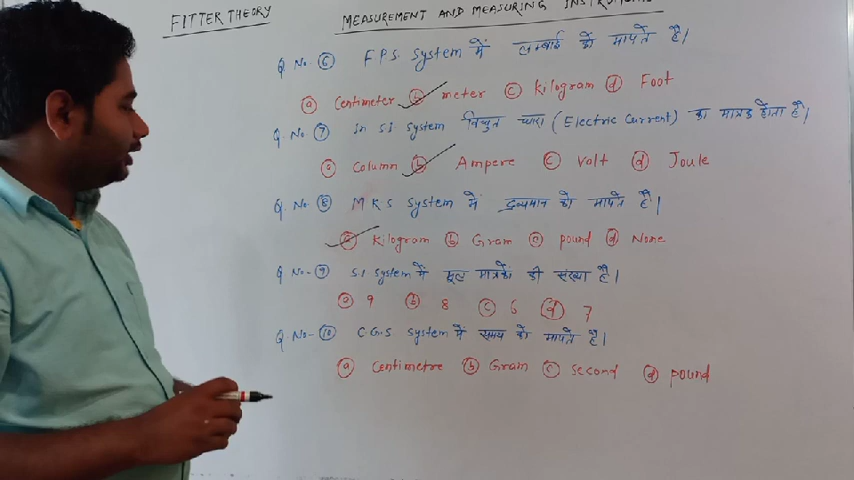 FITTER THEORY
MEASUREMENT AND MEASURING
Q No - ⑥ F.P.S. System में लम्बाई को मापते है।
ⓐ Centimeter ⓑ meter ⓒ Kilogram ⓓ Foot
Q No - ⑦ In S.I System विधुत धारा (Electric Current) का मात्रक होता है।
ⓐ Column ⓑ Ampere ⓒ Volt ⓓ Joule
Q No - ⑧ M K S System में द्रव्यमान को मापते है।
ⓐ Kilogram ⓑ Gram ⓒ pound ⓓ None
Q No - ⑨ S.I System में मूल मात्रकों की संख्या है।
ⓐ 9 ⓑ 8 ⓒ 6 ⓓ 7
Q No - ⑩ C.G.S System में समय को मापते है।
ⓐ Centimetre ⓑ Gram ⓒ Second ⓓ pound